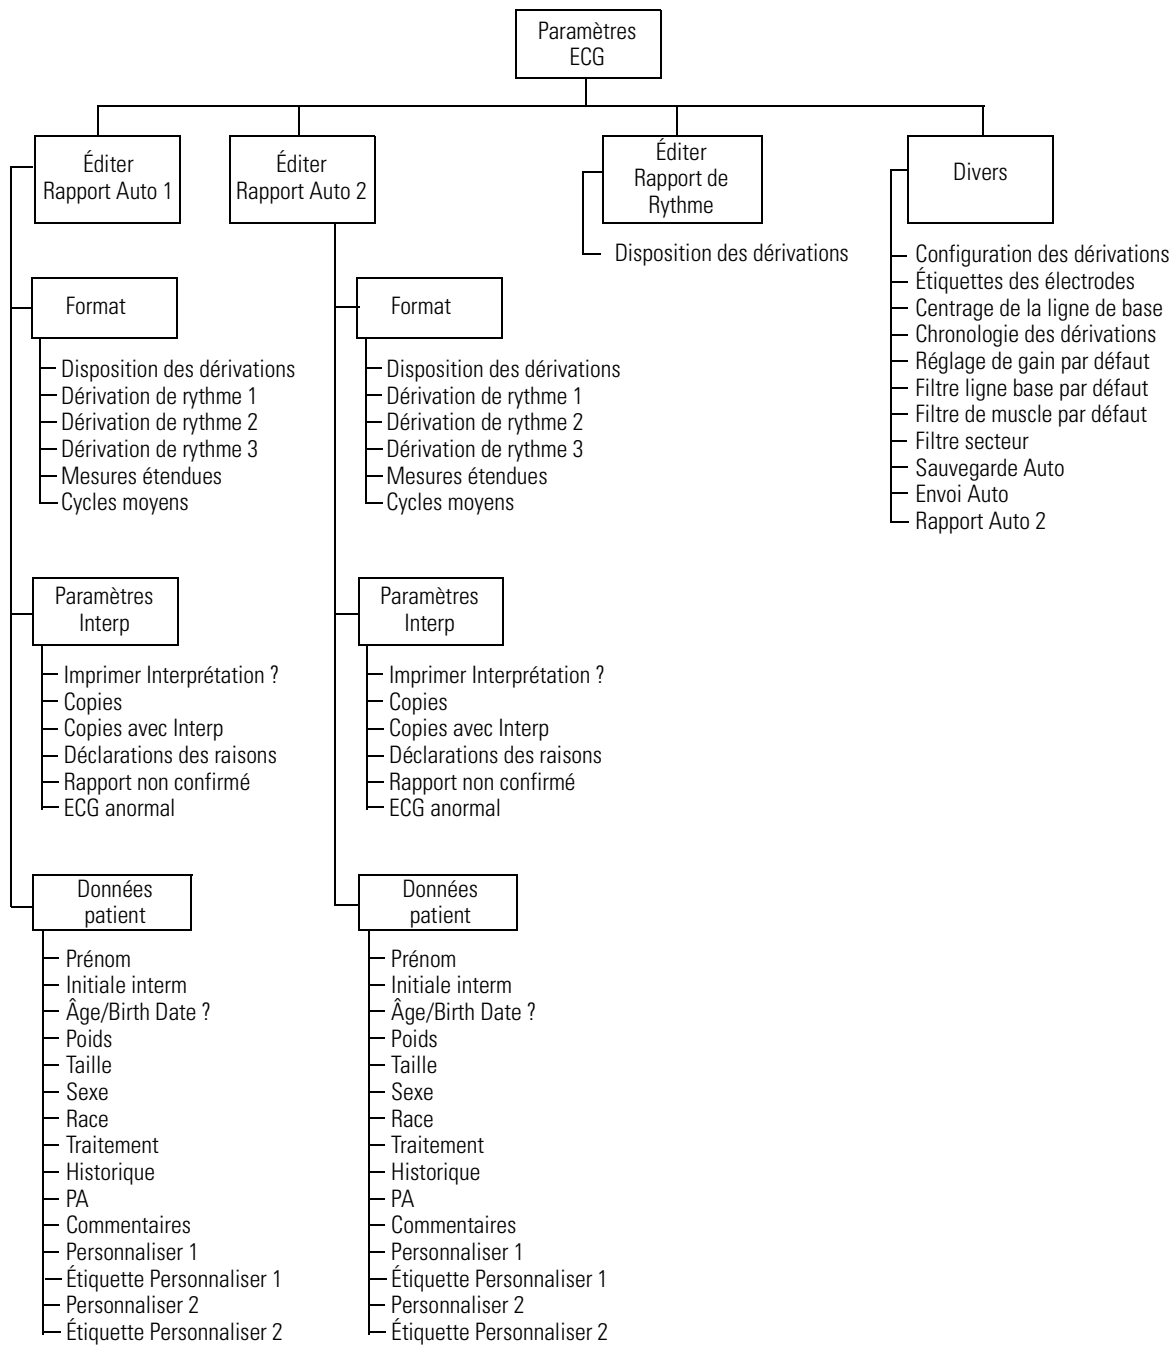 Paramètres
ECG
Éditer
Rapport Auto 1
Éditer
Rapport Auto 2
Éditer
Rapport de
Rythme
Divers
Disposition des dérivations
Configuration des dérivations
Étiquettes des électrodes
Centrage de la ligne de base
Chronologie des dérivations
Réglage de gain par défaut
Filtre ligne base par défaut
Filtre de muscle par défaut
Filtre secteur
Sauvegarde Auto
Envoi Auto
Rapport Auto 2
Format
Disposition des dérivations
Dérivation de rythme 1
Dérivation de rythme 2
Dérivation de rythme 3
Mesures étendues
Cycles moyens
Paramètres
Interp
Imprimer Interprétation ?
Copies
Copies avec Interp
Déclarations des raisons
Rapport non confirmé
ECG anormal
Données
patient
Prénom
Initiale interm
Âge/Birth Date ?
Poids
Taille
Sexe
Race
Traitement
Historique
PA
Commentaires
Personnaliser 1
Étiquette Personnaliser 1
Personnaliser 2
Étiquette Personnaliser 2
Format
Disposition des dérivations
Dérivation de rythme 1
Dérivation de rythme 2
Dérivation de rythme 3
Mesures étendues
Cycles moyens
Paramètres
Interp
Imprimer Interprétation ?
Copies
Copies avec Interp
Déclarations des raisons
Rapport non confirmé
ECG anormal
Données
patient
Prénom
Initiale interm
Âge/Birth Date ?
Poids
Taille
Sexe
Race
Traitement
Historique
PA
Commentaires
Personnaliser 1
Étiquette Personnaliser 1
Personnaliser 2
Étiquette Personnaliser 2